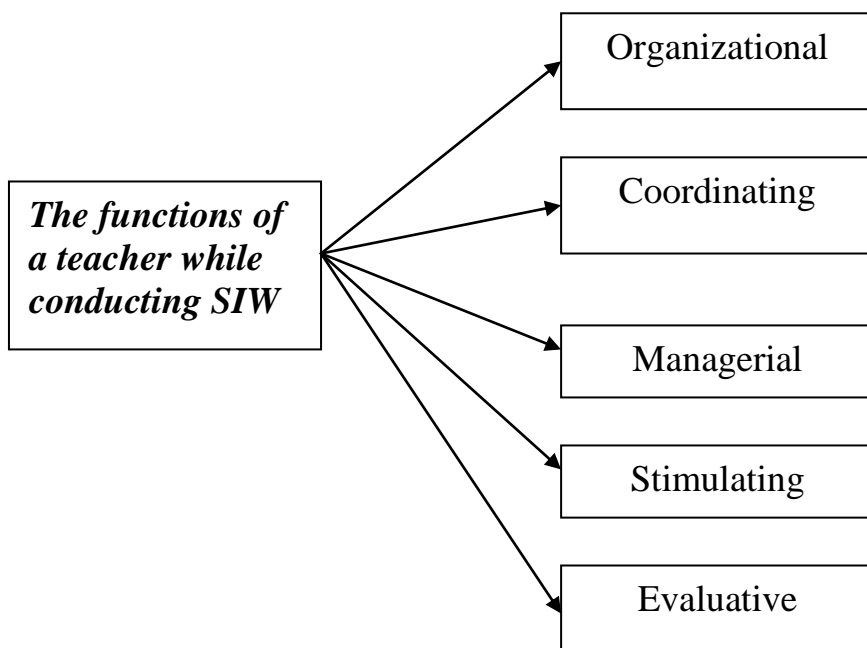 Organizational
Coordinating
The functions of
a teacher while
conducting SIW
Managerial
Stimulating
Evaluative